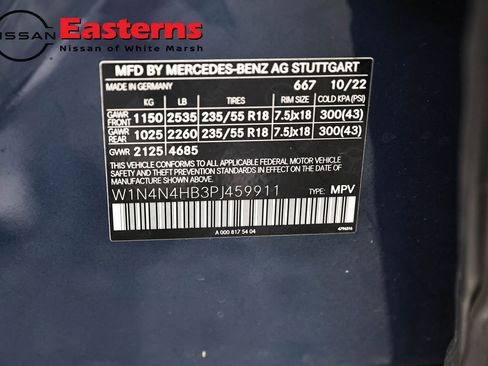 NISSAN Easterns
Nissan of White Marsh
NISSAN
MFD BY MERCEDES-BENZ AG STUTTGART
MADE IN GERMANY 667 10/22
KG LB TIRES RIM SIZE COLD KPA (PSI)
GAWR FRONT 1150 2535 235/55 R18 7.5Jx18 300(43)
GAWR REAR 1025 2260 235/55 R18 7.5Jx18 300(43)
GVWR 2125 4685
THIS VEHICLE CONFORMS TO ALL APPLICABLE FEDERAL MOTOR VEHICLE
SAFETY AND THEFT PREVENTION STANDARDS IN EFFECT ON THE DATE OF
MANUFACTURE SHOWN ABOVE.
W1N4N4HB3PJ459911 TYPE: MPV
A 000 817 54 04